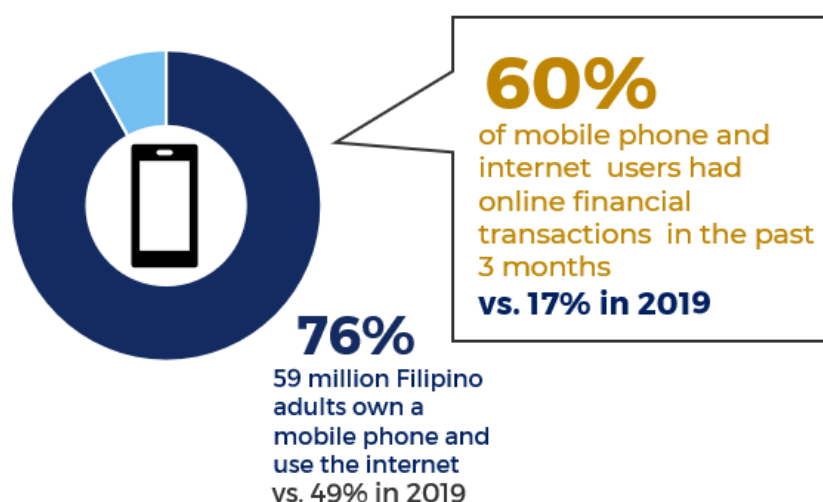 60%
of mobile phone and
internet users had
online financial
transactions in the past
3 months
vs. 17% in 2019
76%
59 million Filipino
adults own a
mobile phone and
use the internet
vs. 49% in 2019